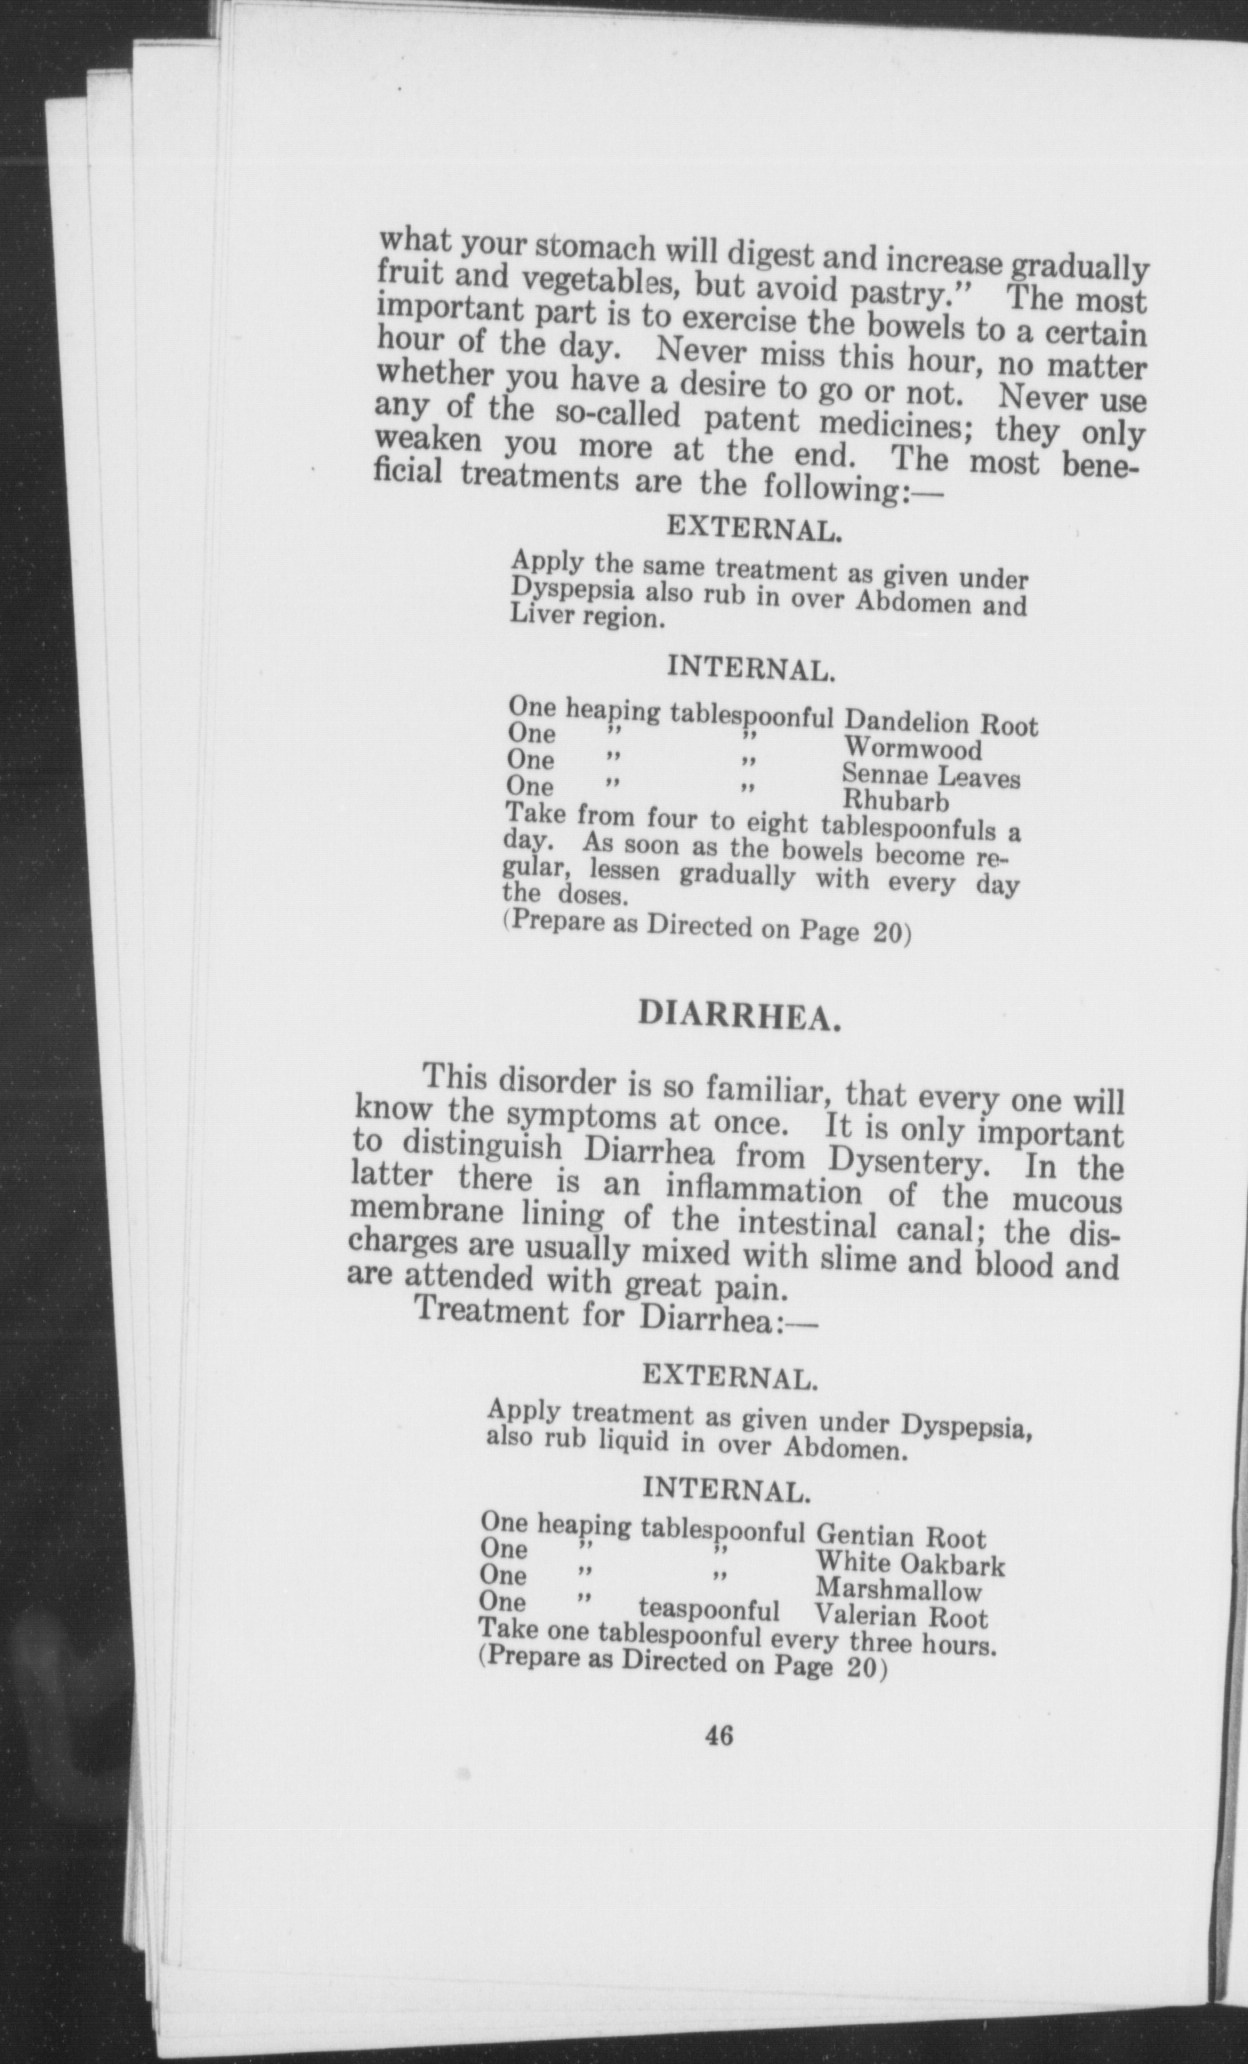 what your stomach will digest and increase gradually
fruit and vegetables, but avoid pastry." The most
important part is to exercise the bowels to a certain
hour of the day. Never miss this hour, no matter
whether you have a desire to go or not. Never use
any of the so-called patent medicines; they only
weaken you more at the end. The most bene-
ficial treatments are the following:—
EXTERNAL.
Apply the same treatment as given under
Dyspepsia also rub in over Abdomen and
Liver region.
INTERNAL.
One heaping tablespoonful Dandelion Root
One " " Wormwood
One " " Sennae Leaves
One " " Rhubarb
Take from four to eight tablespoonfuls a
day. As soon as the bowels become re-
gular, lessen gradually with every day
the doses.
(Prepare as Directed on Page 20)
DIARRHEA.
This disorder is so familiar, that every one will
know the symptoms at once. It is only important
to distinguish Diarrhea from Dysentery. In the
latter there is an inflammation of the mucous
membrane lining of the intestinal canal; the dis-
charges are usually mixed with slime and blood and
are attended with great pain.
Treatment for Diarrhea:—
EXTERNAL.
Apply treatment as given under Dyspepsia,
also rub liquid in over Abdomen.
INTERNAL.
One heaping tablespoonful Gentian Root
One " " White Oakbark
One " " Marshmallow
One " teaspoonful Valerian Root
Take one tablespoonful every three hours.
(Prepare as Directed on Page 20)
46